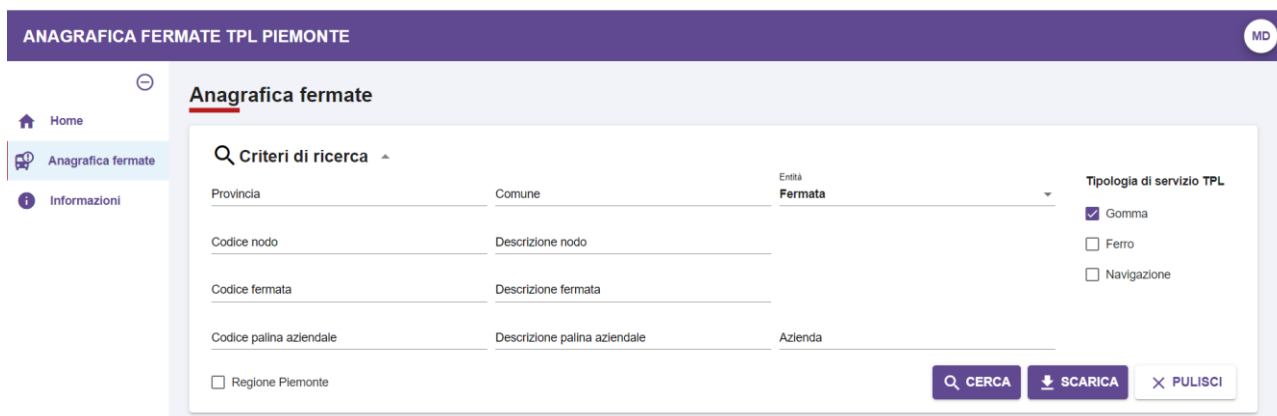 ANAGRAFICA FERMATE TPL PIEMONTE
MD
Home
Anagrafica fermate
Informazioni
Anagrafica fermate
Criteri di ricerca
Provincia
Comune
Entità
Fermata
Tipologia di servizio TPL
Gomma
Codice nodo
Descrizione nodo
Ferro
Navigazione
Codice fermata
Descrizione fermata
Codice palina aziendale
Descrizione palina aziendale
Azienda
Regione Piemonte
CERCA
SCARICA
PULISCI